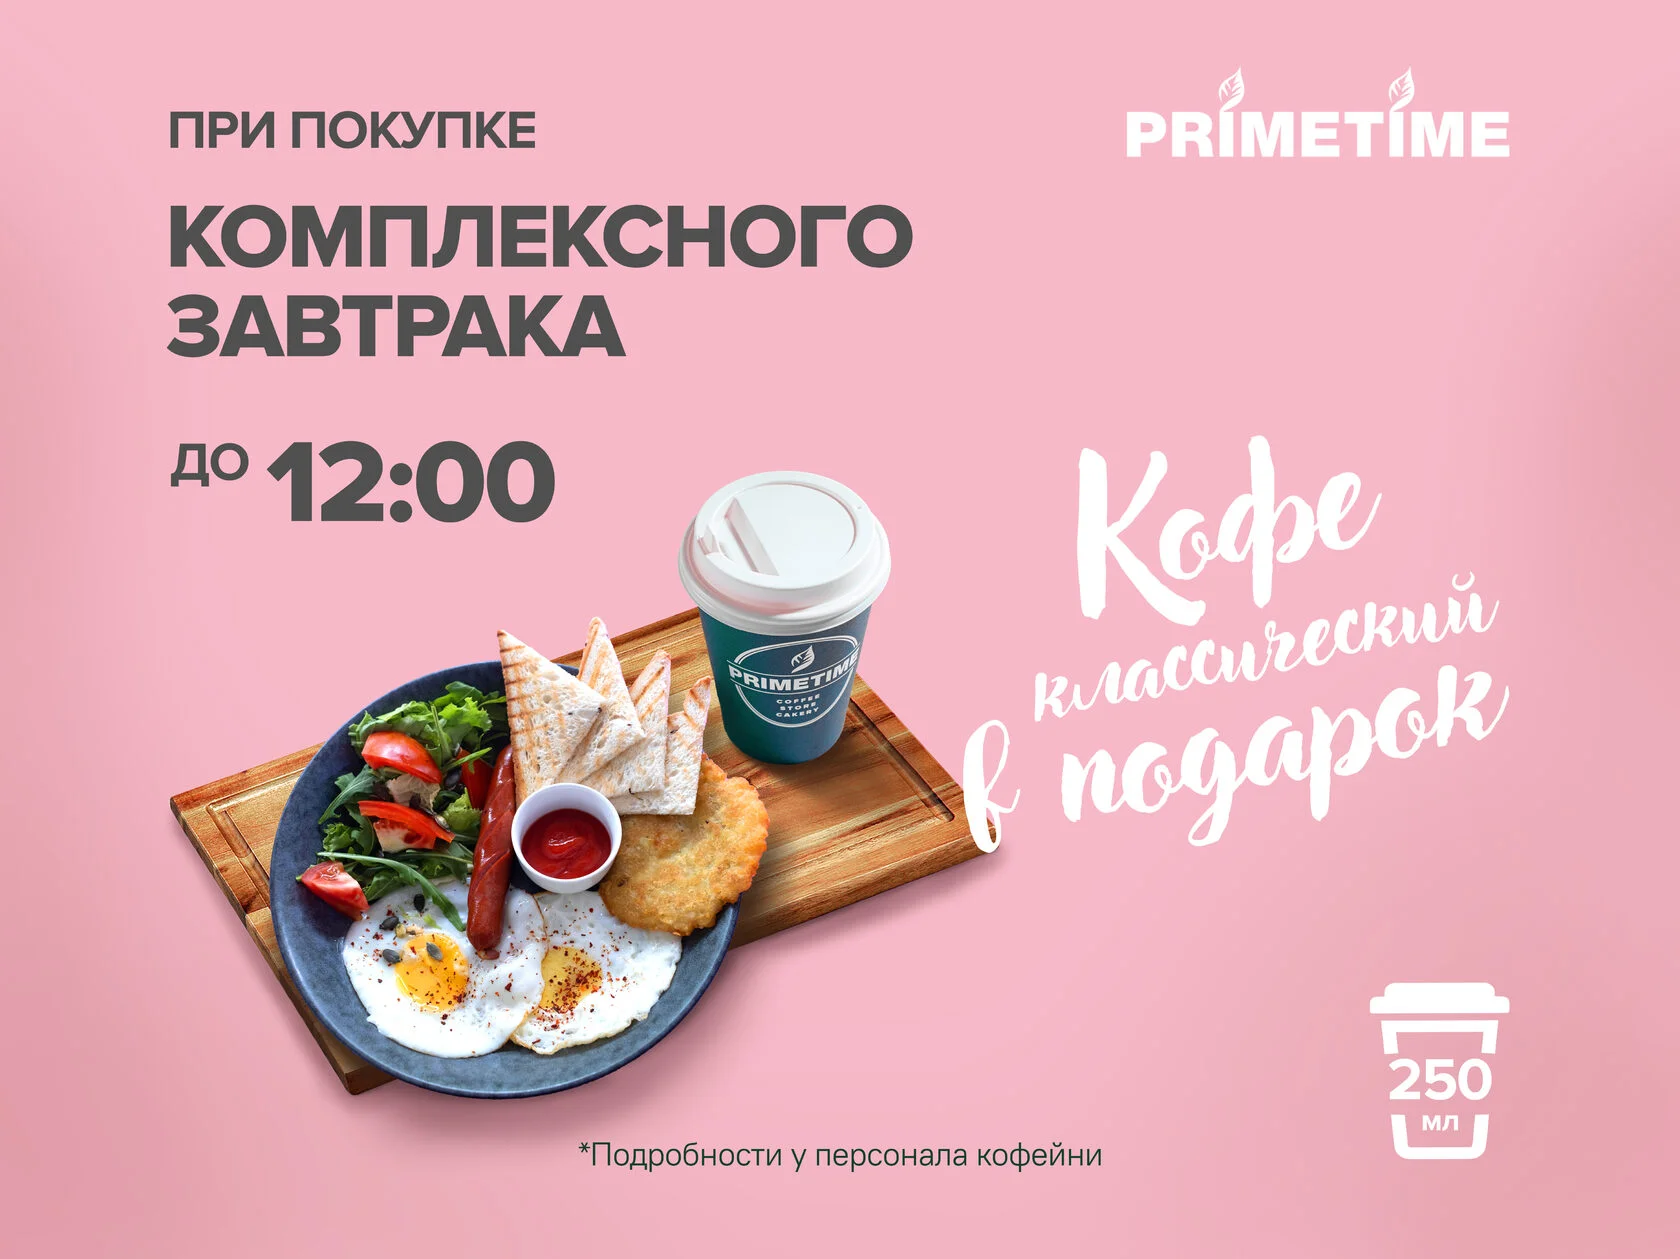 ПРИ ПОКУПКЕ
PRIMETIME
КОМПЛЕКСНОГО
ЗАВТРАКА
ДО 12:00
Кофе
классический
в подарок
PRIMETIME
COFFEE
STORE
CAKERY
250
МЛ
*Подробности у персонала кофейни